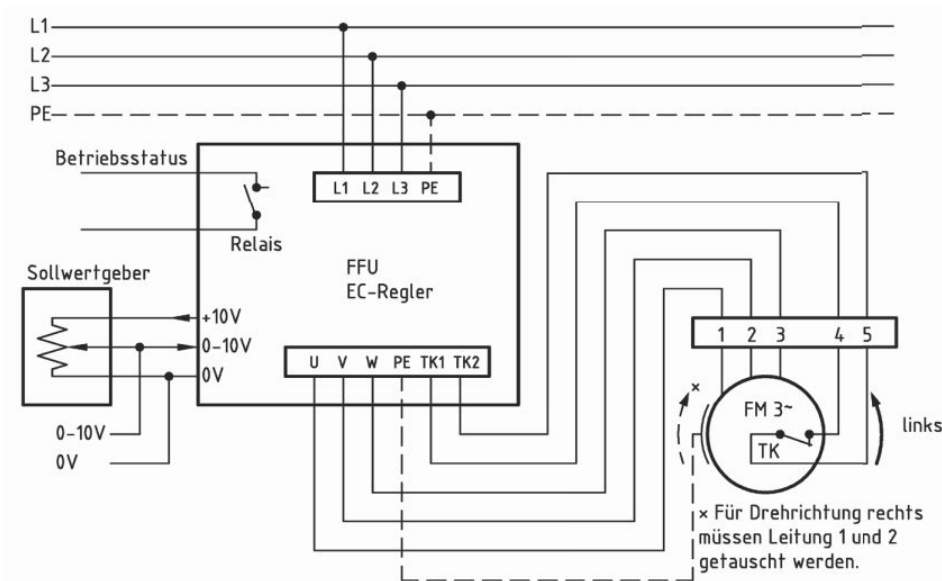 L1
L2
L3
PE
Betriebsstatus
L1 L2 L3 PE
Relais
Sollwertgeber
FFU
EC-Regler
+10V
0-10V
0V
U V W PE TK1 TK2
1 2 3 4 5
×
FM 3~
TK
links
0-10V
0V
× Für Drehrichtung rechts
müssen Leitung 1 und 2
getauscht werden.